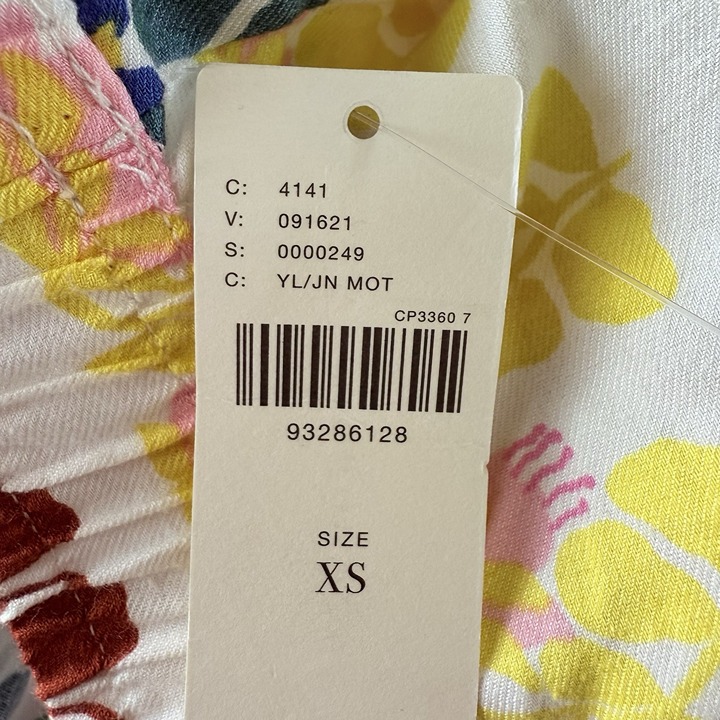 C: 4141
V: 091621
S: 0000249
C: YL/JN MOT
CP3360 7
93286128
SIZE
XS